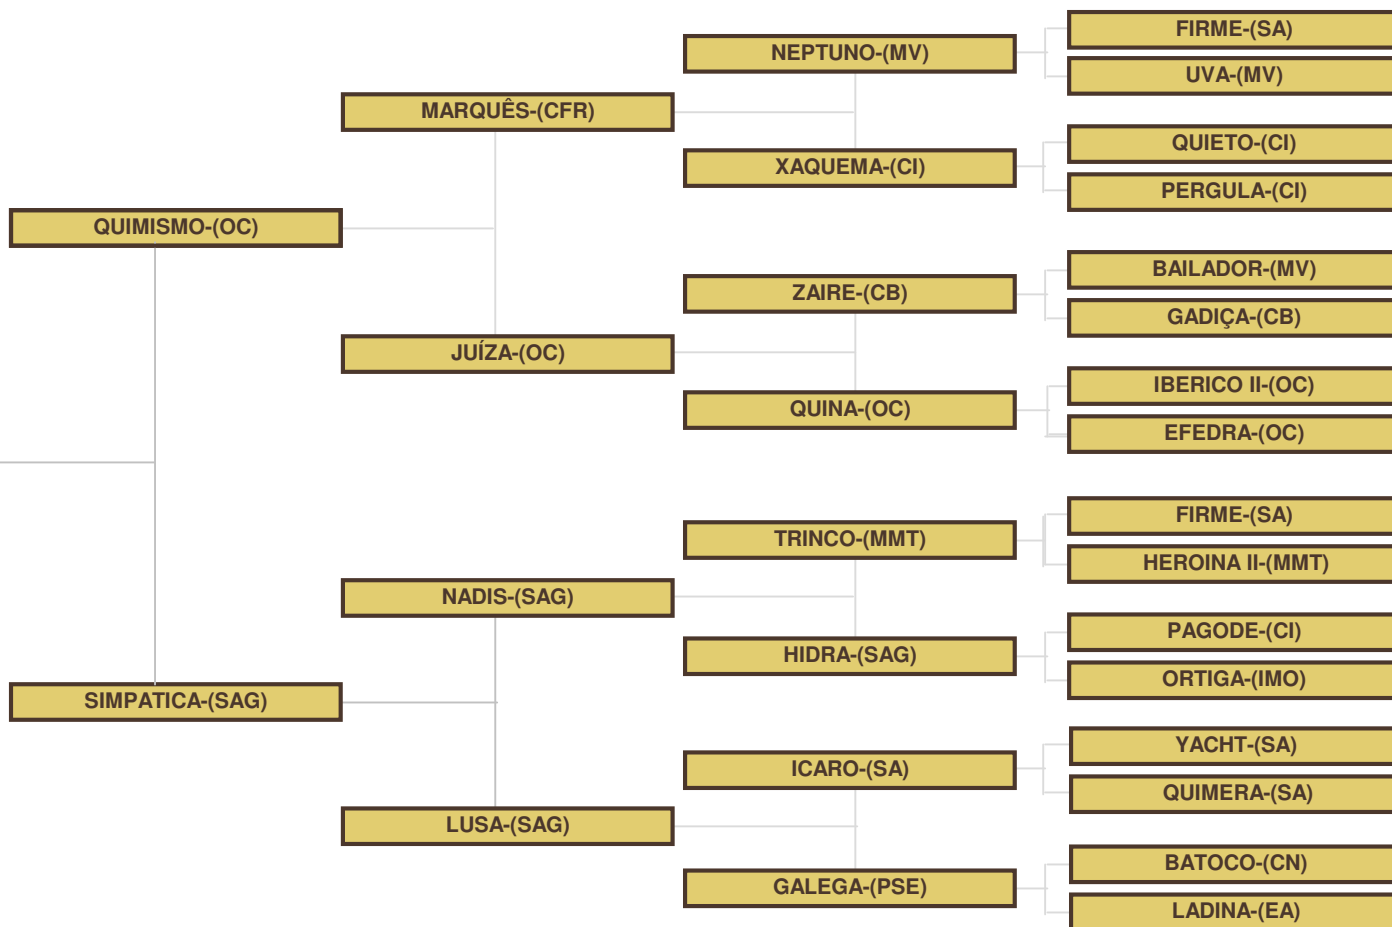 FIRME-(SA)
NEPTUNO-(MV)
UVA-(MV)
MARQUÊS-(CFR)
QUIETO-(CI)
XAQUEMA-(CI)
PERGULA-(CI)
QUIMISMO-(OC)
BAILADOR-(MV)
ZAIRE-(CB)
GADIÇA-(CB)
JUÍZA-(OC)
IBERICO II-(OC)
QUINA-(OC)
EFEDRA-(OC)
FIRME-(SA)
TRINCO-(MMT)
HEROINA II-(MMT)
NADIS-(SAG)
PAGODE-(CI)
HIDRA-(SAG)
ORTIGA-(IMO)
SIMPATICA-(SAG)
YACHT-(SA)
ICARO-(SA)
QUIMERA-(SA)
LUSA-(SAG)
BATOCO-(CN)
GALEGA-(PSE)
LADINA-(EA)